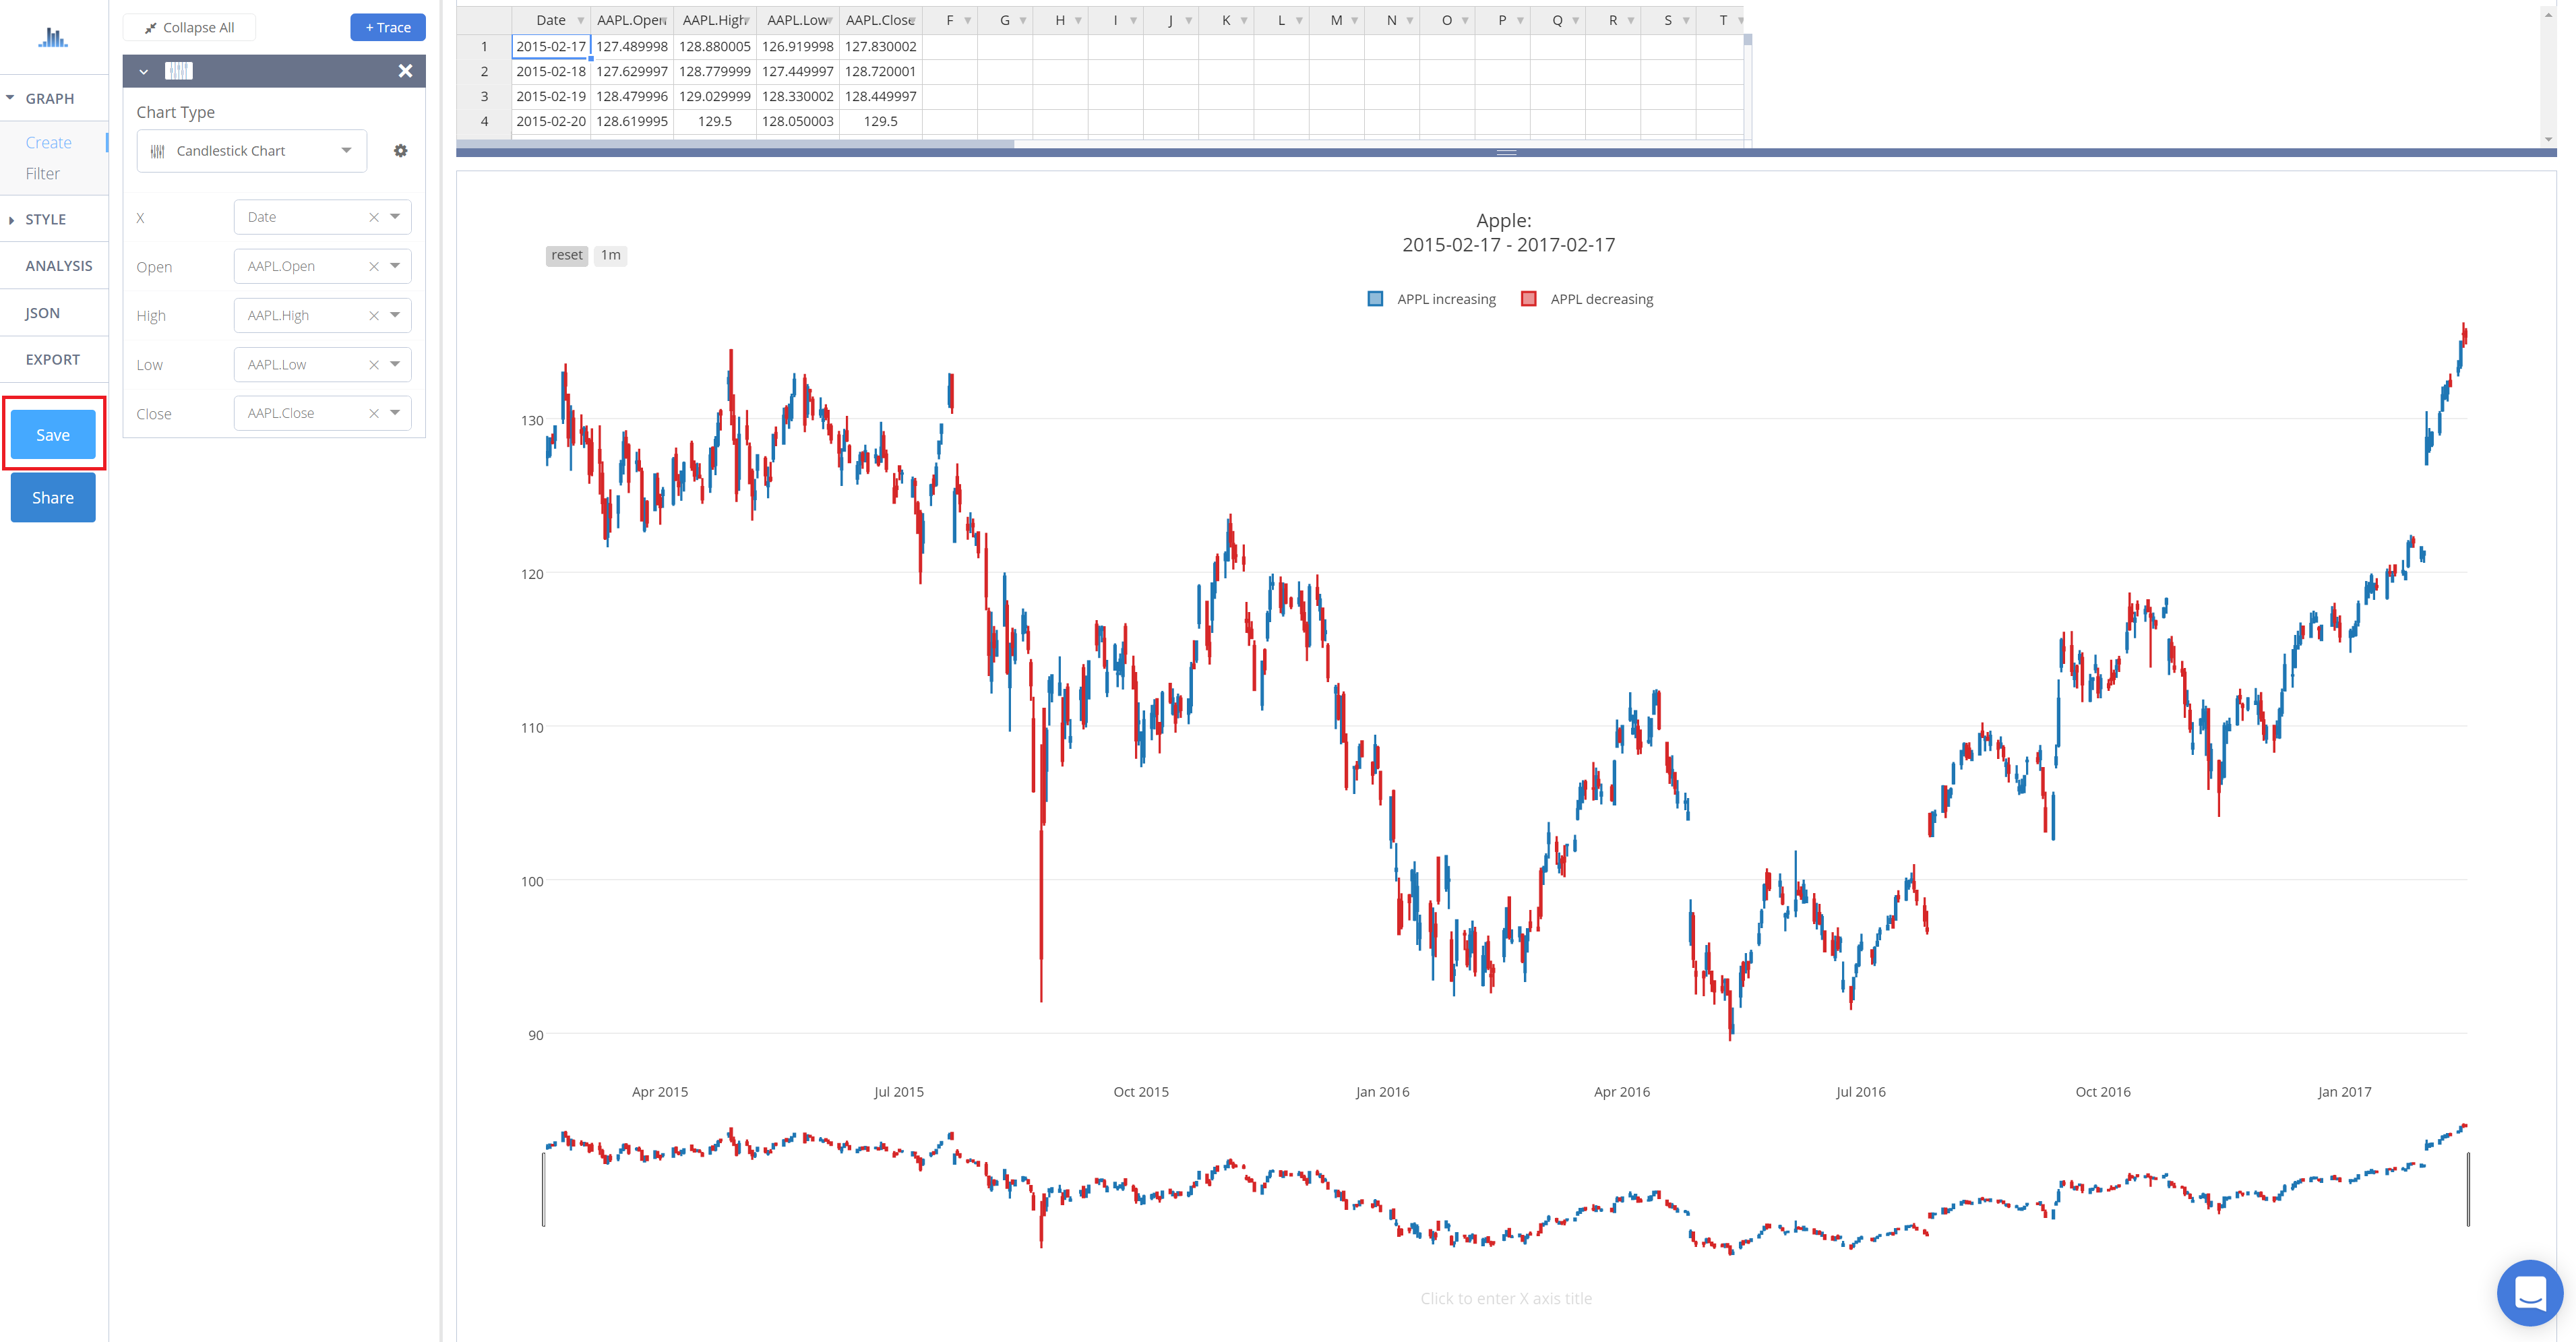 Collapse All
+ Trace
GRAPH
Create
Filter
STYLE
ANALYSIS
JSON
EXPORT
Save
Share
Chart Type
Candlestick Chart
X Date
Open AAPL.Open
High AAPL.High
Low AAPL.Low
Close AAPL.Close
Date AAPL.Open AAPL.High AAPL.Low AAPL.Close F G H I J K L M N O P Q R S T
1 2015-02-17 127.489998 128.880005 126.919998 127.830002
2 2015-02-18 127.629997 128.779999 127.449997 128.720001
3 2015-02-19 128.479996 129.029999 128.330002 128.449997
4 2015-02-20 128.619995 129.5 128.050003 129.5
Apple:
2015-02-17 - 2017-02-17
reset 1m
APPL increasing APPL decreasing
130
120
110
100
90
Apr 2015 Jul 2015 Oct 2015 Jan 2016 Apr 2016 Jul 2016 Oct 2016 Jan 2017
Click to enter X axis title